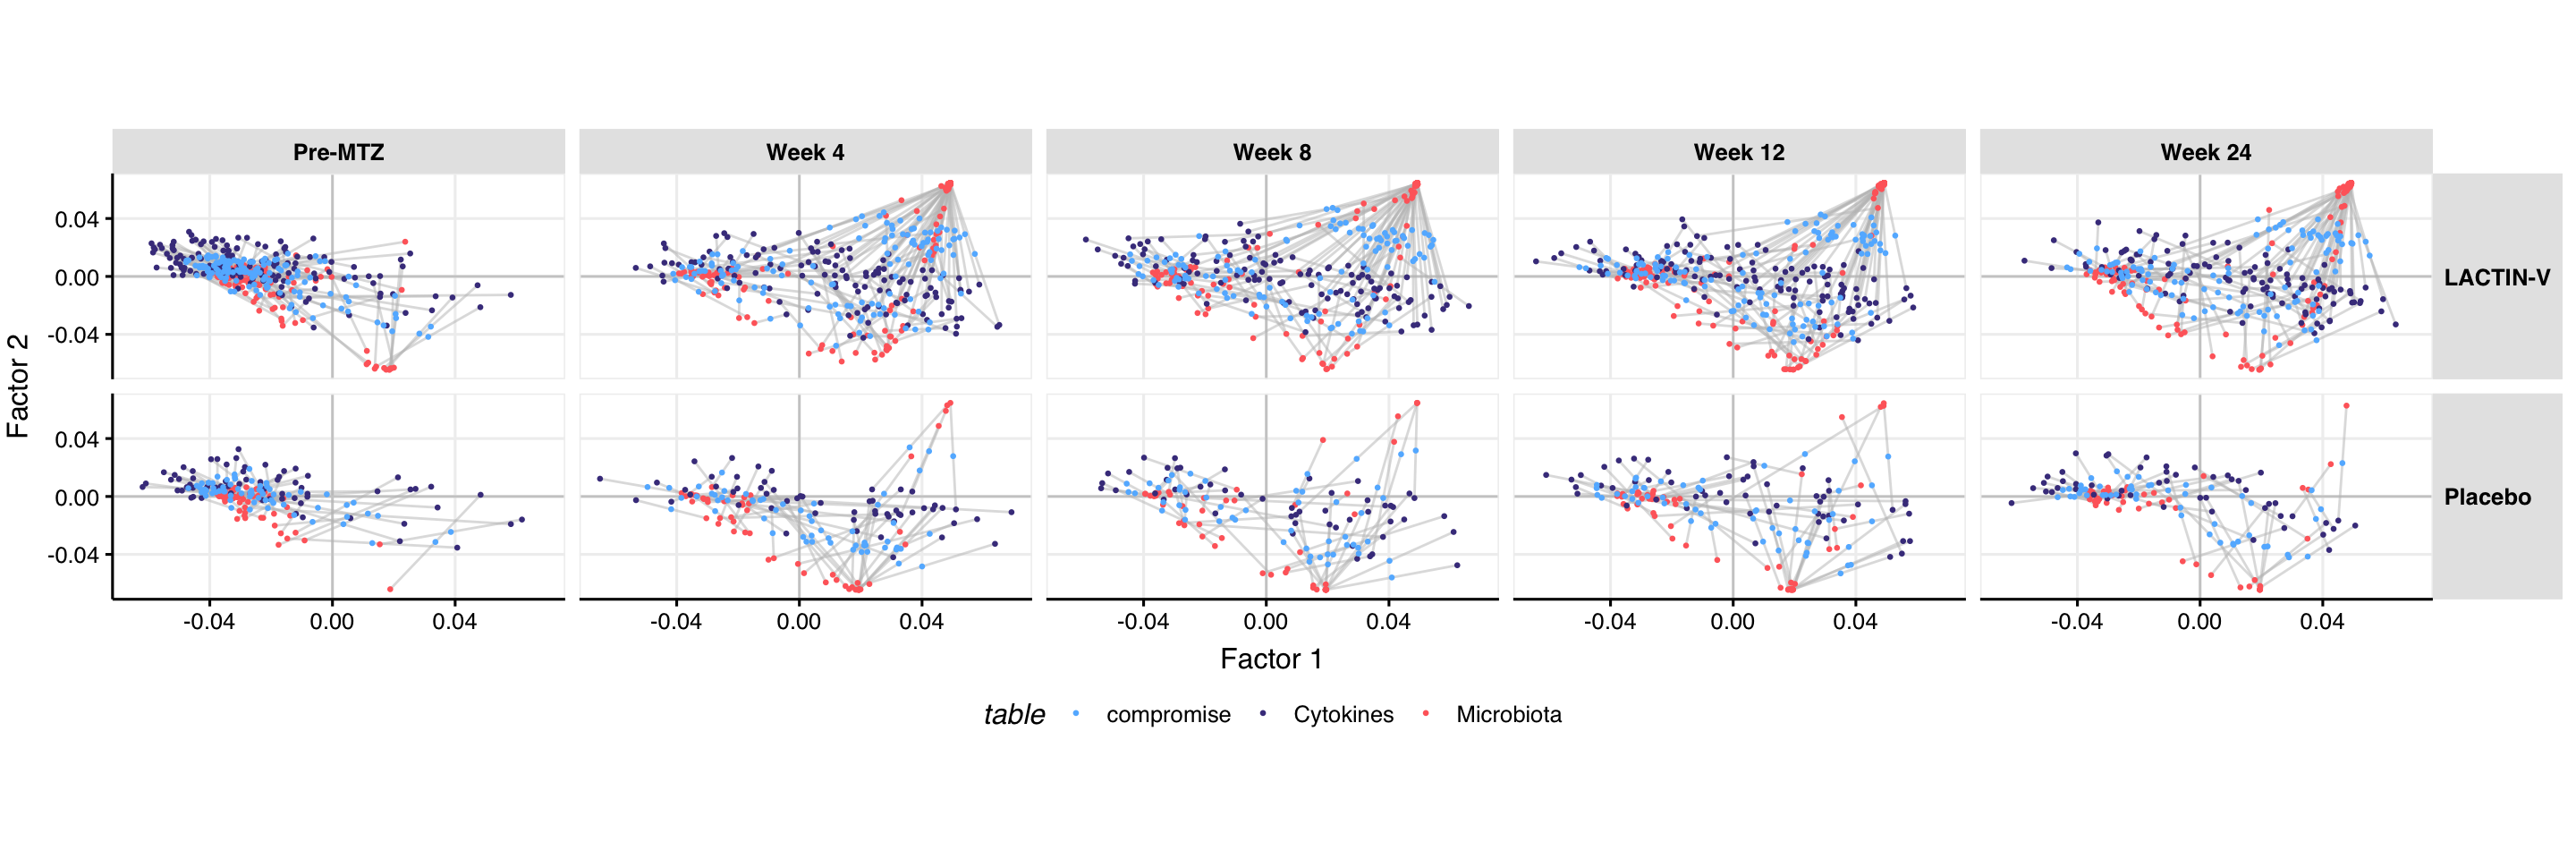 Pre-MTZ Week 4 Week 8 Week 12 Week 24
0.04
0.00
-0.04
LACTIN-V
0.04
0.00
-0.04
Placebo
Factor 2
-0.04 0.00 0.04 -0.04 0.00 0.04 -0.04 0.00 0.04 -0.04 0.00 0.04 -0.04 0.00 0.04
Factor 1
table compromise Cytokines Microbiota